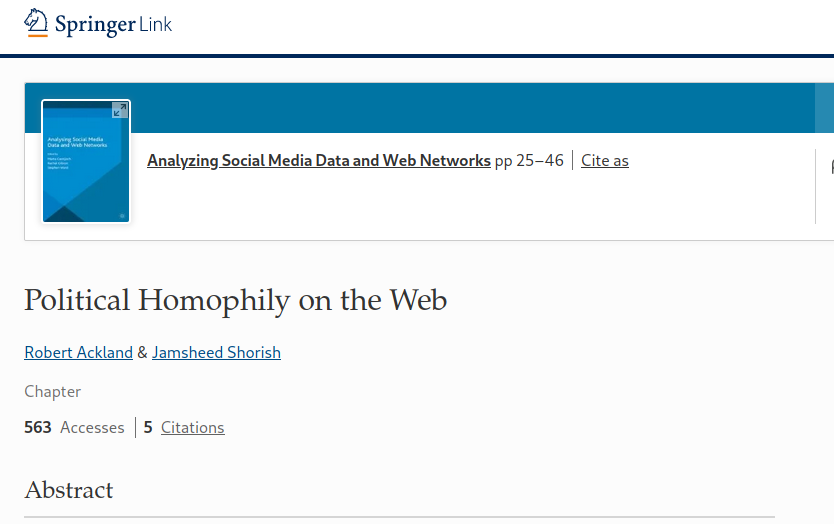 Springer Link
Analysing Social Media
Data and Web Networks
Analyzing Social Media Data and Web Networks pp 25–46 | Cite as
Political Homophily on the Web
Robert Ackland & Jamsheed Shorish
Chapter
563 Accesses | 5 Citations
Abstract